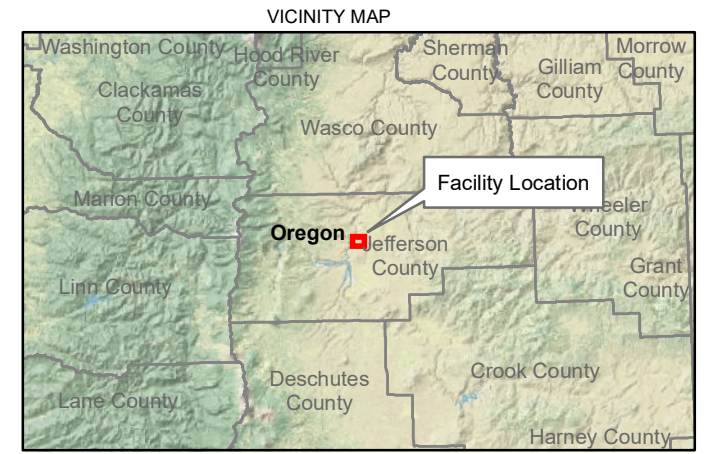 VICINITY MAP
Washington County
Hood River
County
Sherman
County
Gilliam
County
Morrow
County
Clackamas
County
Wasco County
Facility Location
Marion County
Wheeler
County
Oregon
Jefferson
County
Grant
County
Linn County
Deschutes
County
Crook County
Lane County
Harney County